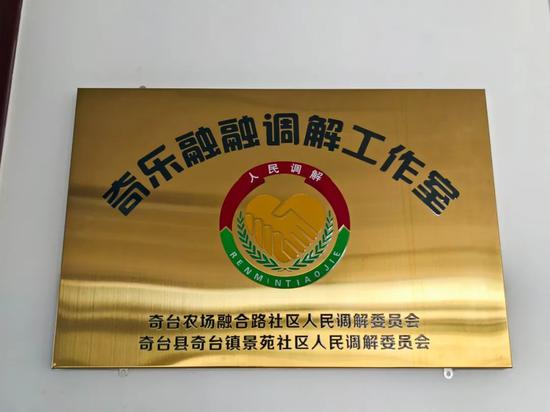 奇乐融融调解工作室
人民调解
RENMINTIAOJIE
奇台农场融合路社区人民调解委员会
奇台县奇台镇景苑社区人民调解委员会